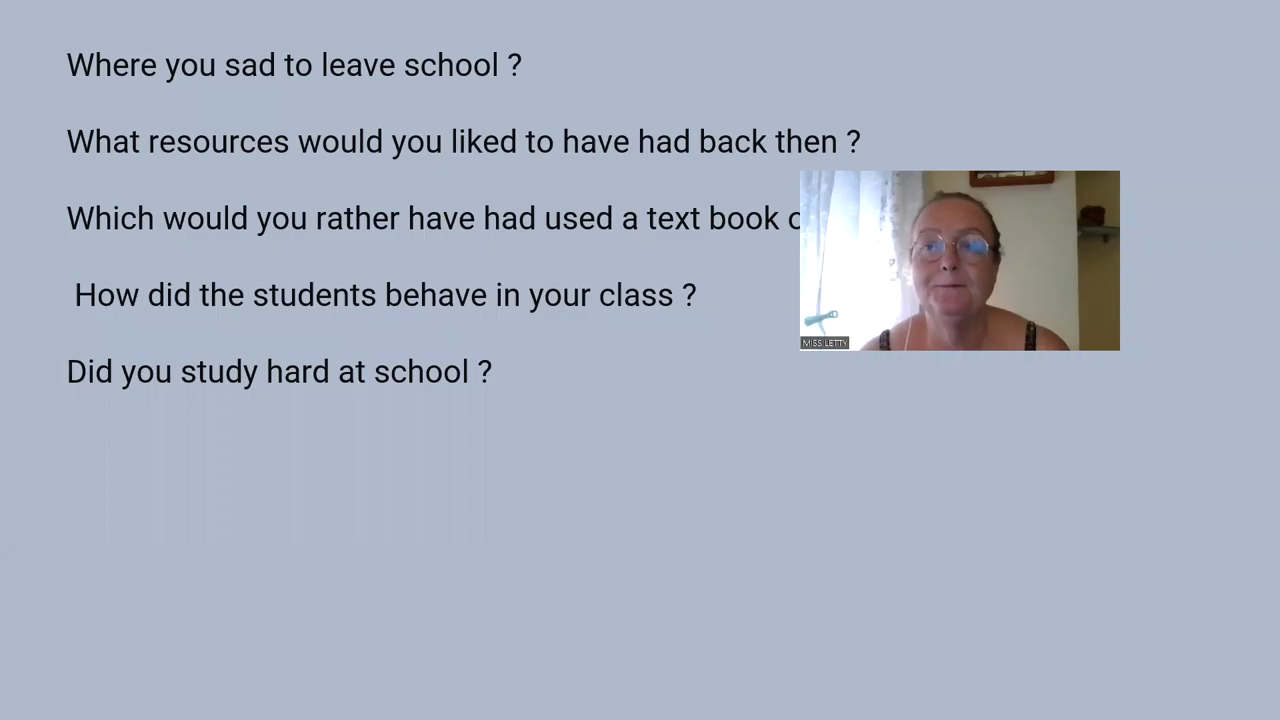 Where you sad to leave school ?
What resources would you liked to have had back then ?
Which would you rather have had used a text book
How did the students behave in your class ?
Did you study hard at school ?
MISS LETTY